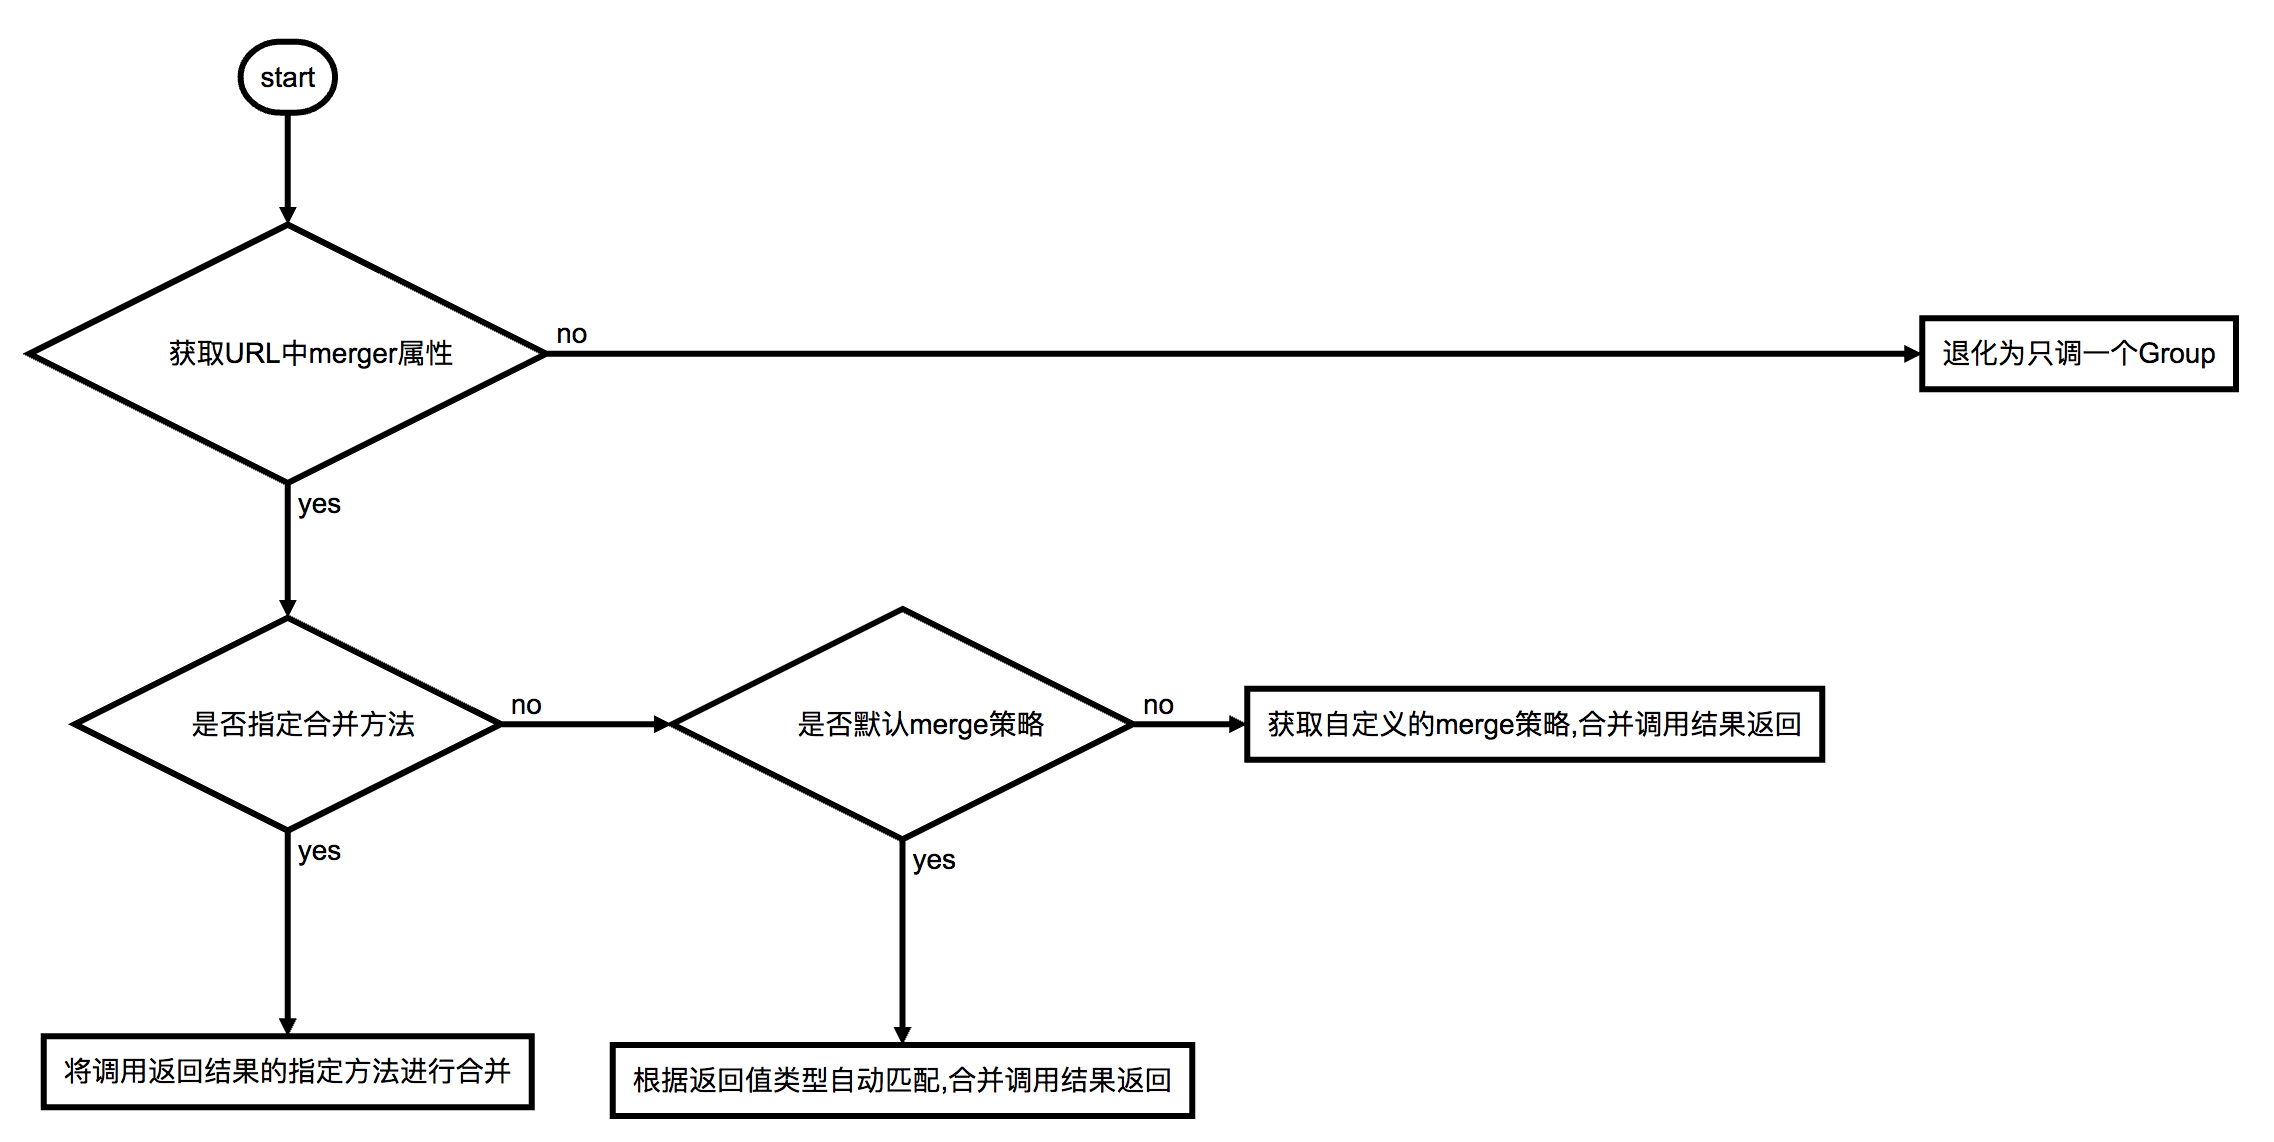 start
获取URL中merger属性
no
退化为只调一个Group
yes
是否指定合并方法
no
是否默认merge策略
no
获取自定义的merge策略,合并调用结果返回
yes
yes
将调用返回结果的指定方法进行合并
根据返回值类型自动匹配,合并调用结果返回